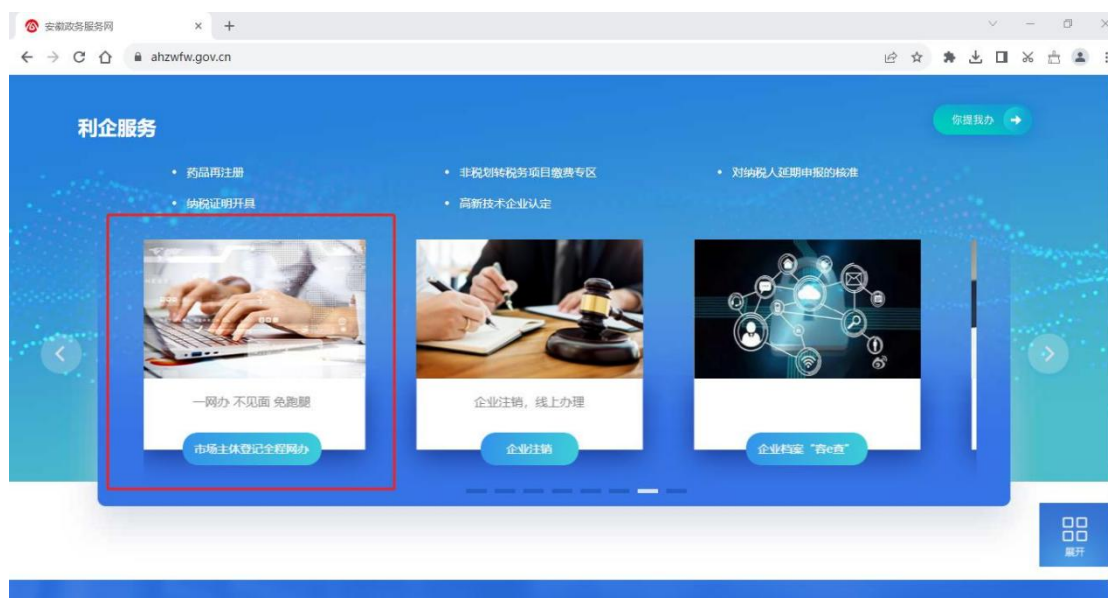 安徽政务服务网
ahzwfw.gov.cn
利企服务
你提我办
药品再注册
非税划转税务项目缴费专区
对纳税人延期申报的核准
纳税证明开具
高新技术企业认定
一网办 不见面 免跑腿
企业注销，线上办理
市场主体登记全程网办
企业注销
企业档案“容e查”
展开